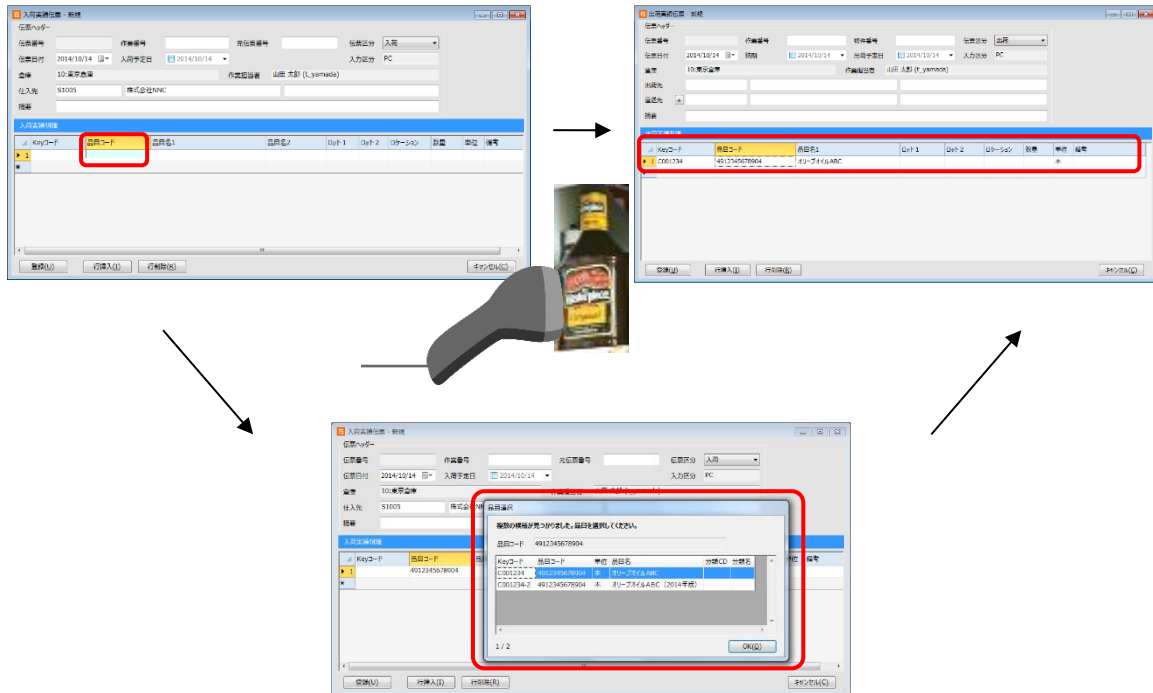 入荷実績伝票 - 新規
伝票ヘッダー
伝票番号 作業番号 元伝票番号 伝票区分 入荷
伝票日付 2014/10/14 入荷予定日 2014/10/14 入力区分 PC
倉庫 10:東京倉庫 作業担当者 山田 太郎 (t_yamada)
仕入先 S1005 株式会社NNC
摘要
入荷実績明細
Keyコード 品目コード 品目名1 品目名2 ロット1 ロット2 ロケーション 数量 単位 備考
1
登録(U) 行挿入(I) 行削除(R) キャンセル(C)
出荷実績伝票 - 新規
伝票ヘッダー
伝票番号 作業番号 伝票区分 出荷
伝票日付 2014/10/14 納期 2014/10/14 出荷予定日 2014/10/14 入力区分 PC
倉庫 10:東京倉庫 作業担当者 山田 太郎 (t_yamada)
出荷先
直送先 +
摘要
Keyコード 品目コード 品目名1 ロット1 ロット2 ロケーション 数量 単位 備考
1 C001234 4912345678904 オリーブオイルABC 本
登録(U) 行挿入(I) 行削除(R) キャンセル(C)
Masterpiece
Original
入荷実績伝票 - 新規
伝票ヘッダー
伝票番号 作業番号 元伝票番号 伝票区分 入荷
伝票日付 2014/10/14 入荷予定日 2014/10/14 入力区分 PC
倉庫 10:東京倉庫
仕入先 S1005 株式会社NN
摘要
入荷実績明細
Keyコード 品目コード 単位 備考
1 4912345678904
品目選択
複数の候補が見つかりました。品目を選択してください。
品目コード 4912345678904
Keyコード 品目コード 単位 品目名 分類CD 分類名
C001234 4912345678904 本 オリーブオイルABC
C001234-2 4912345678904 本 オリーブオイルABC（2014年版）
1 / 2 OK(O)
登録(U) 行挿入(I) 行削除(R) キャンセル(C)